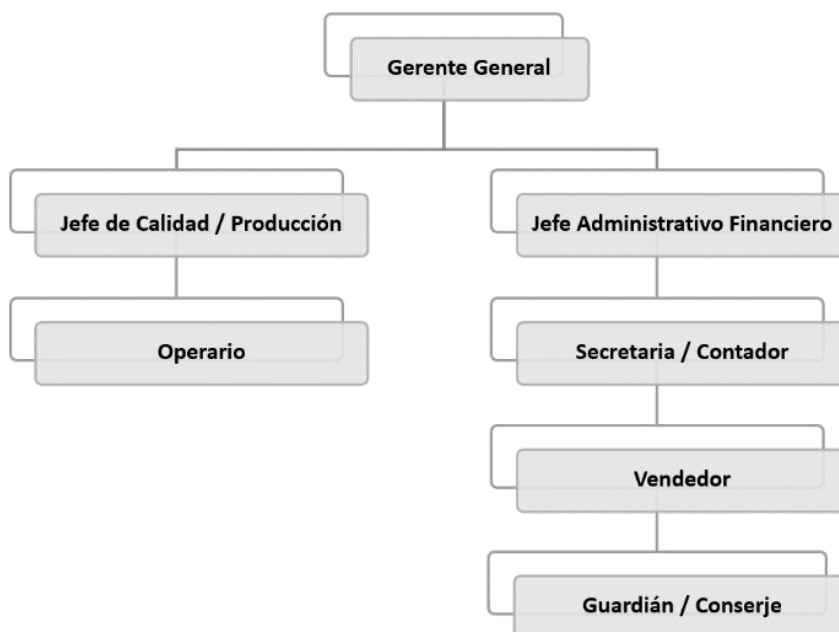 Gerente General
Jefe de Calidad / Producción
Jefe Administrativo Financiero
Operario
Secretaria / Contador
Vendedor
Guardián / Conserje